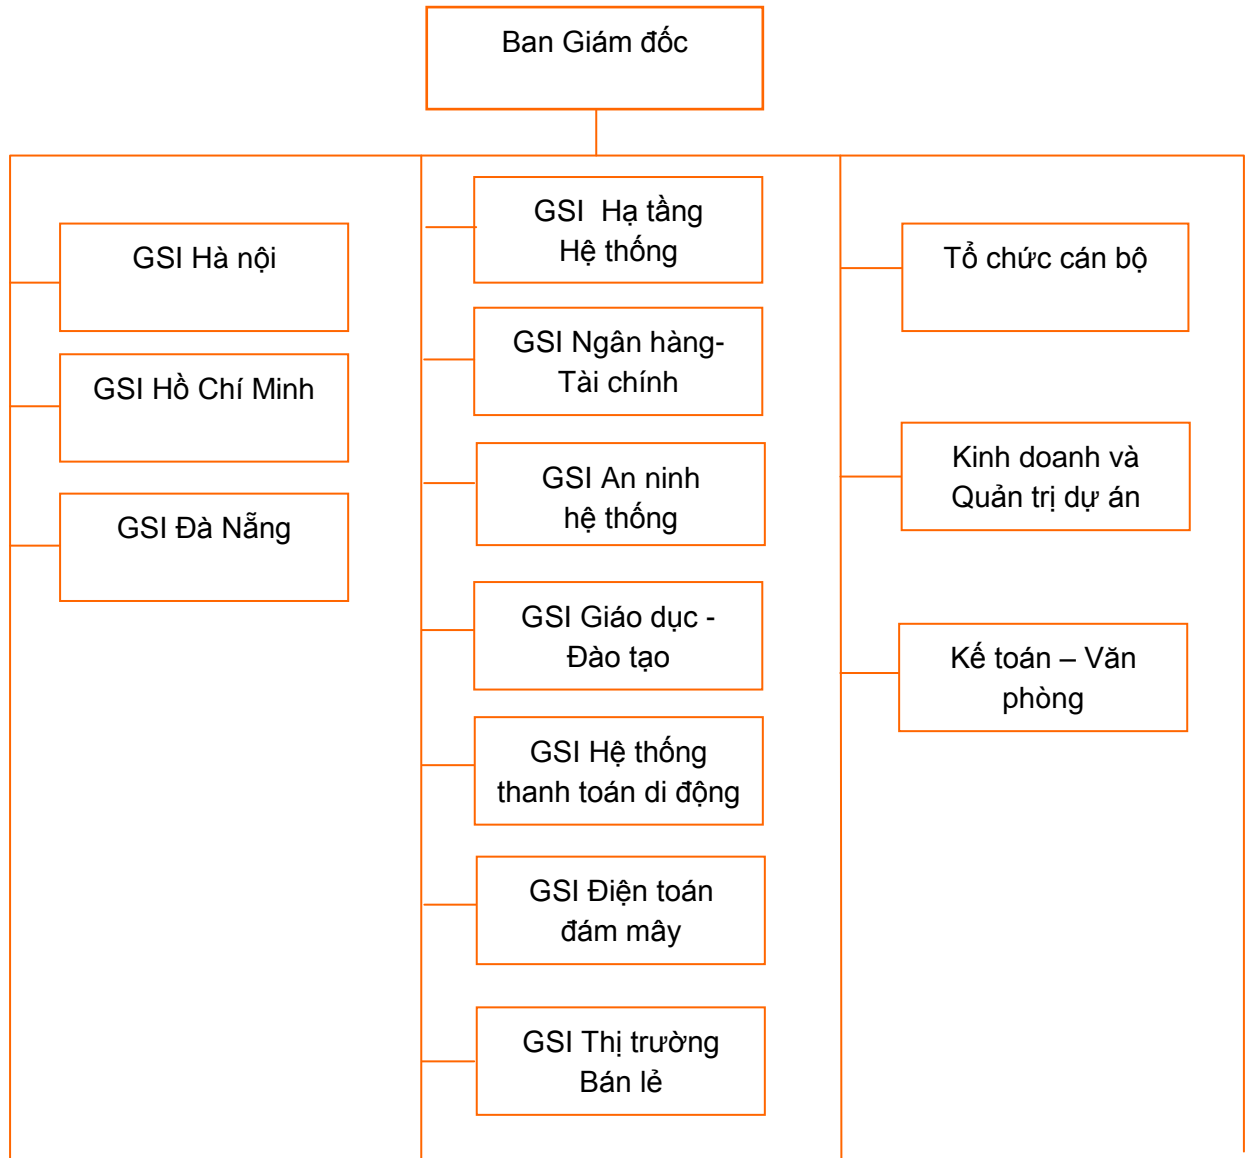 Ban Giám đốc
GSI Hà nội
GSI Hồ Chí Minh
GSI Đà Nẵng
GSI  Hạ tầng
Hệ thống
GSI Ngân hàng-
Tài chính
GSI An ninh
hệ thống
GSI Giáo dục -
Đào tạo
GSI Hệ thống
thanh toán di động
GSI Điện toán
đám mây
GSI Thị trường
Bán lẻ
Tổ chức cán bộ
Kinh doanh và
Quản trị dự án
Kế toán – Văn
phòng